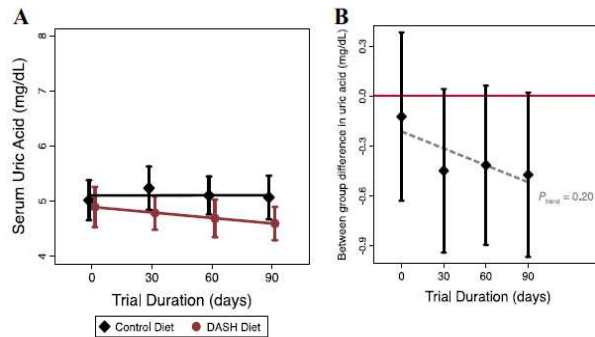 A
Serum Uric Acid (mg/dL)
8
7
6
5
4
0 30 60 90
Trial Duration (days)
Control Diet DASH Diet
B
Between group difference in uric acid (mg/dL)
0.3
0.0
-0.3
-0.6
-0.9
P trend = 0.20
0 30 60 90
Trial Duration (days)